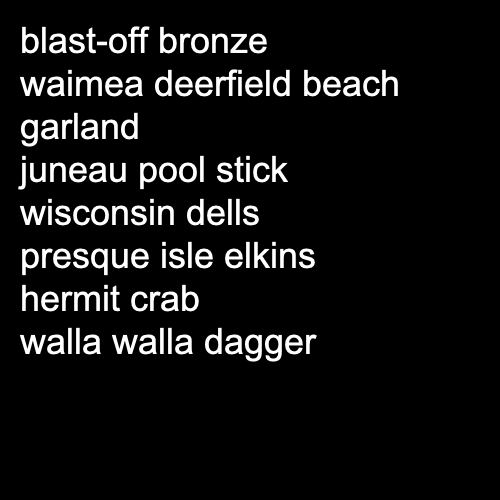 blast-off bronze
waimea deerfield beach
garland
juneau pool stick
wisconsin dells
presque isle elkins
hermit crab
walla walla dagger